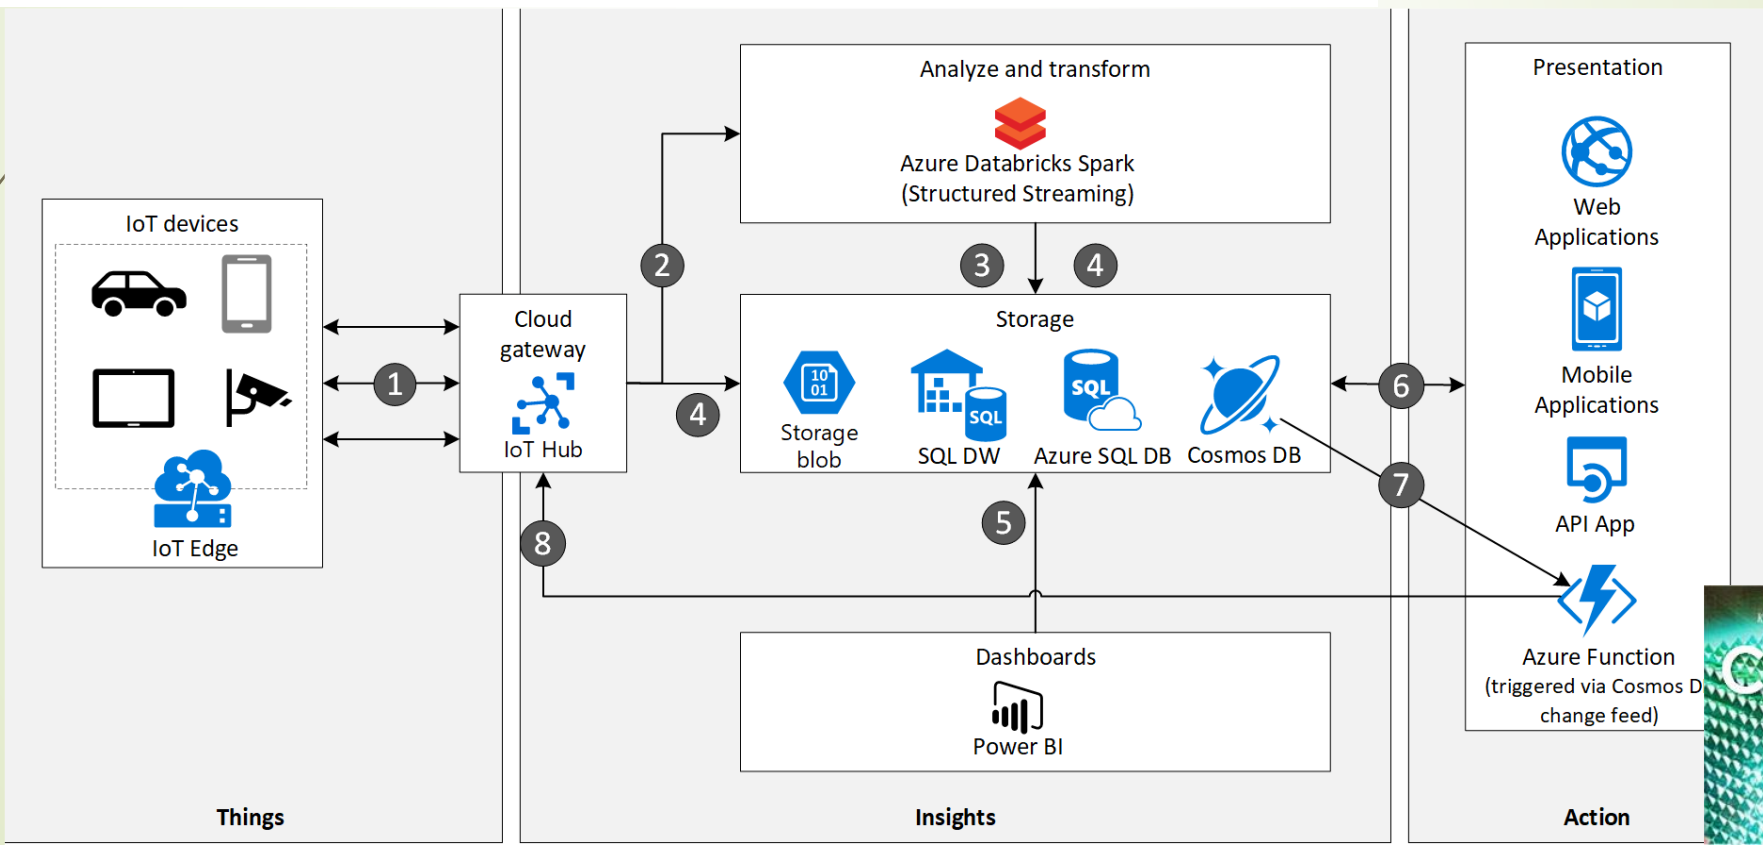 Analyze and transform
Azure Databricks Spark
(Structured Streaming)
Presentation
Web
Applications
Mobile
Applications
API App
Azure Function
(triggered via Cosmos D
change feed)
IoT devices
IoT Edge
1
Cloud
gateway
IoT Hub
2
3
4
4
Storage
10
01
Storage
blob
SQL
SQL DW
SQL
Azure SQL DB
Cosmos DB
6
7
5
8
Dashboards
Power BI
Things
Insights
Action